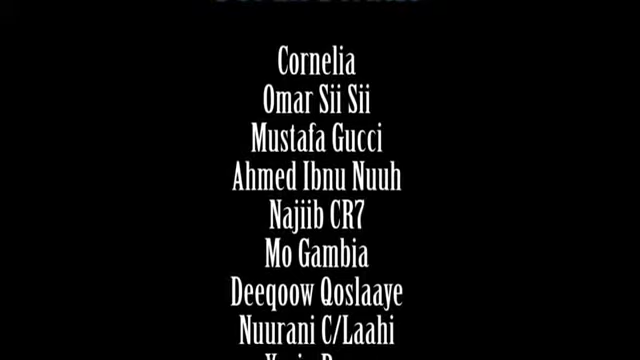 Cornelia
Omar Sii Sii
Mustafa Gucci
Ahmed Ibnu Nuuh
Najiib CR7
Mo Gambia
Deeqoow Qoslaaye
Nuurani C/Laahi